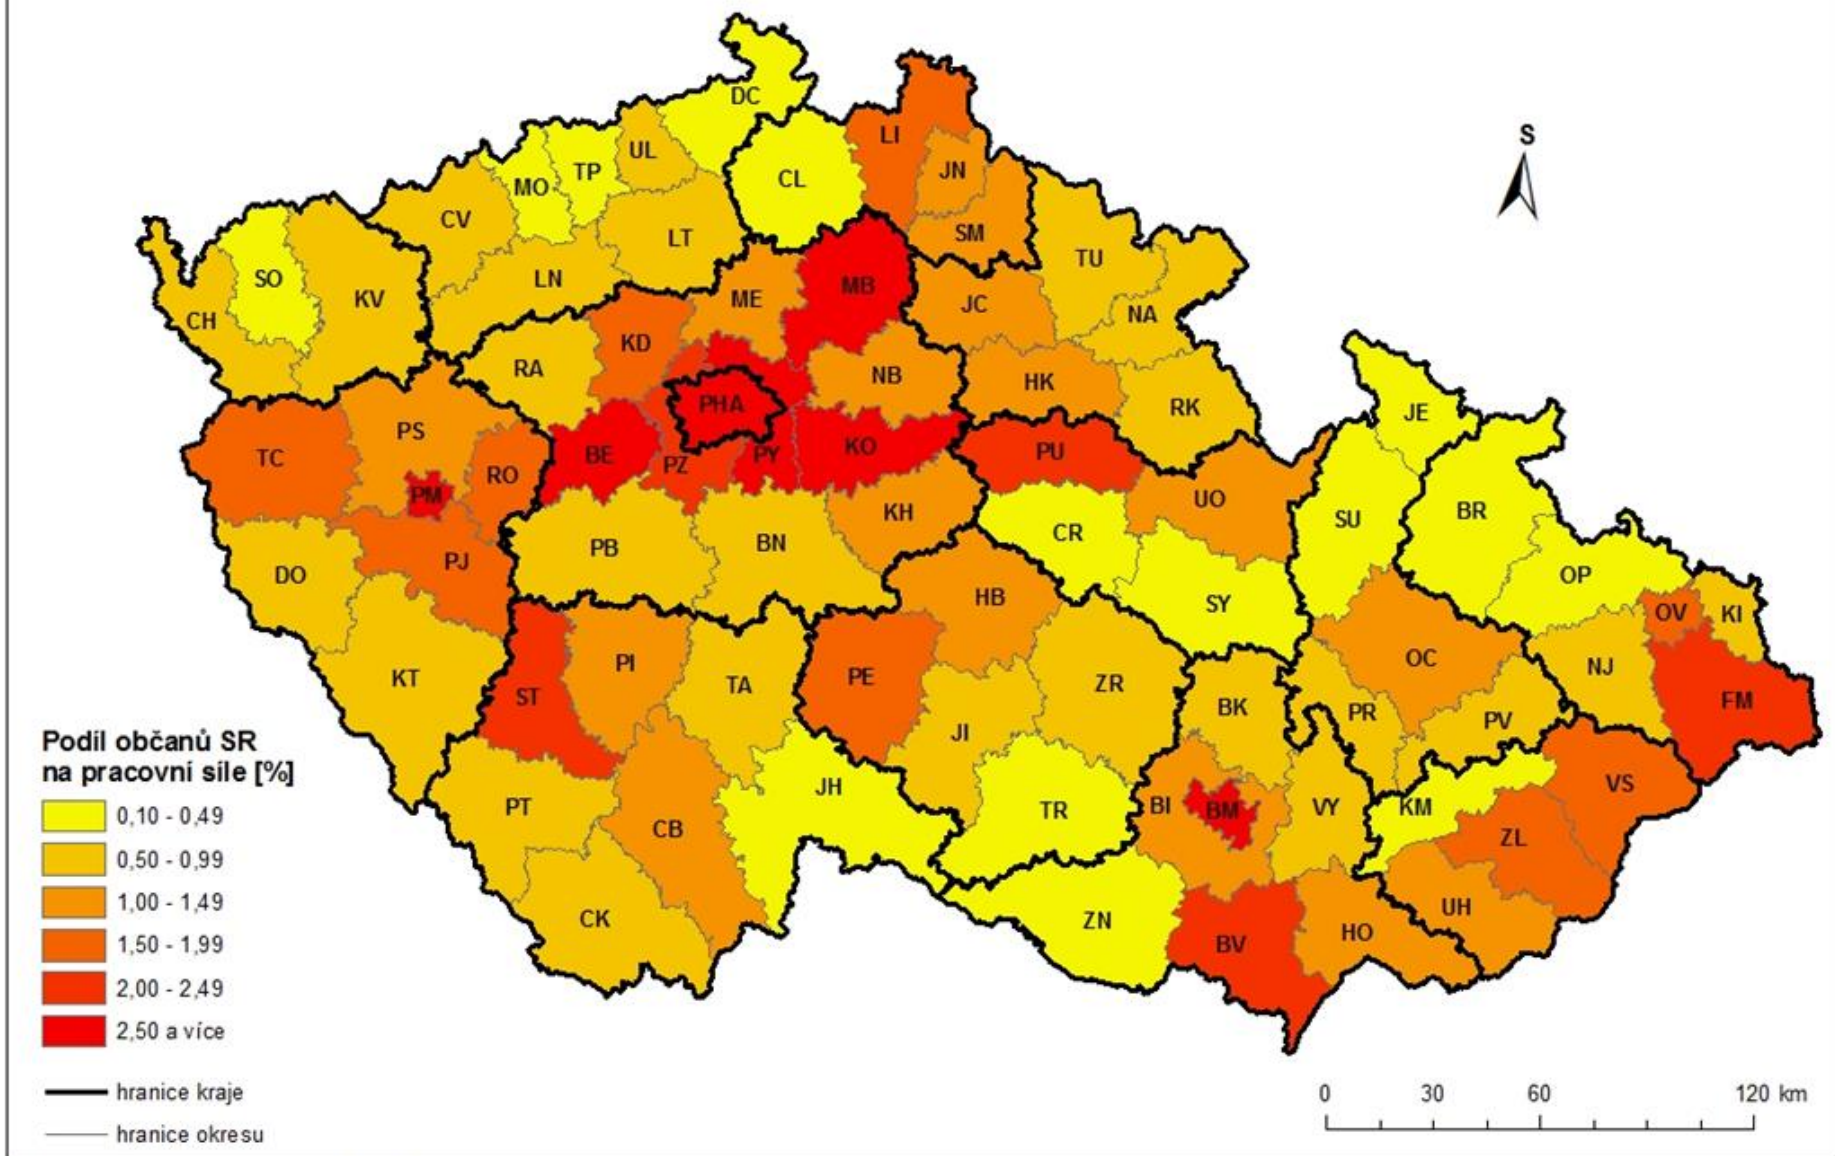 DC
LI
S
UL
TP
MO
CL
JN
CV
LT
SM
SO
LN
TU
KV
ME
MB
JC
CH
NA
KD
RA
NB
HK
PHA
RK
JE
PS
TC
RO
BE
PZ
PY
KO
PU
PM
UO
BR
KH
SU
CR
PB
BN
PJ
DO
OP
HB
SY
OV
KI
PI
OC
NJ
KT
TA
PE
ZR
ST
FM
BK
PR
PV
JI
VS
JH
PT
TR
BI
BM
VY
KM
CB
ZL
CK
ZN
UH
BV
HO
Podíl občanů SR
na pracovní síle [%]
0,10 - 0,49
0,50 - 0,99
1,00 - 1,49
1,50 - 1,99
2,00 - 2,49
2,50 a více
hranice kraje
hranice okresu
0 30 60 120 km